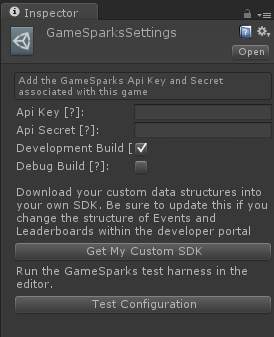 Inspector
GameSparksSettings
Open
Add the GameSparks Api Key and Secret
associated with this game
Api Key [?]:
Api Secret [?]:
Development Build [
Debug Build [?]:
Download your custom data structures into
your own SDK. Be sure to update this if you
change the structure of Events and
Leaderboards within the developer portal
Get My Custom SDK
Run the GameSparks test harness in the
editor.
Test Configuration